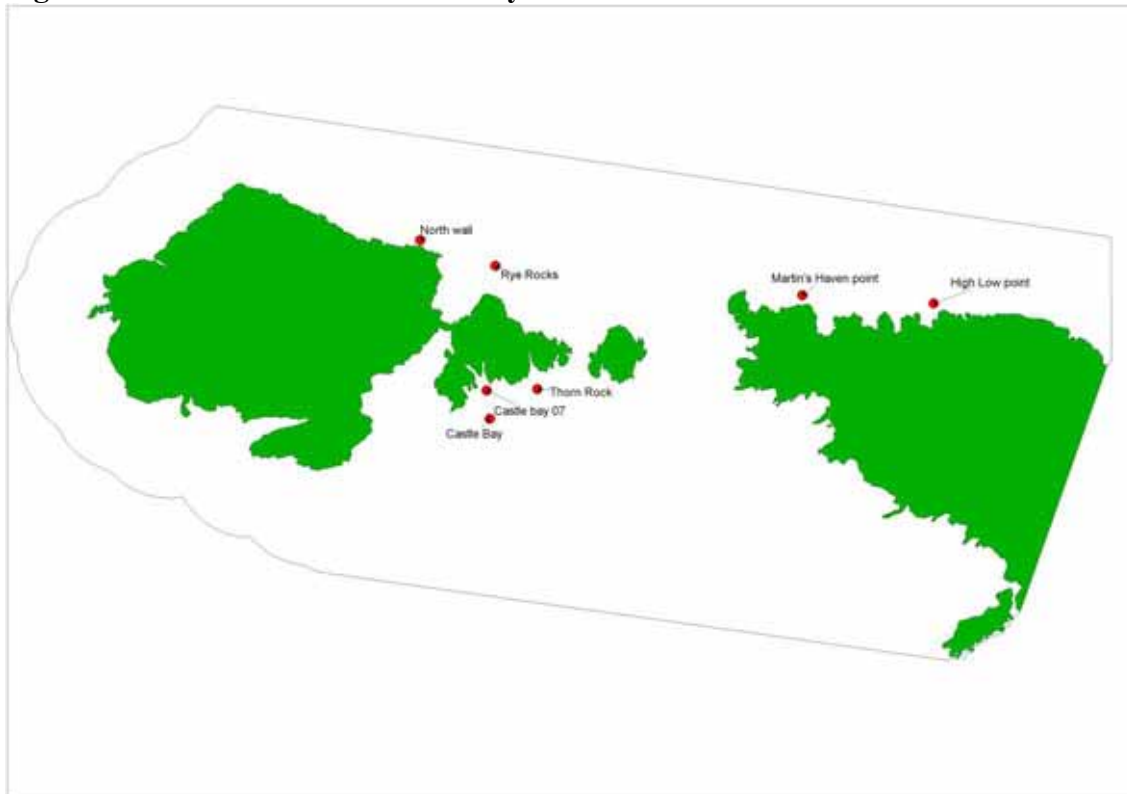 North wall
Rye Rocks
Martin's Haven point
High Low point
Thorn Rock
Castle bay 07
Castle Bay